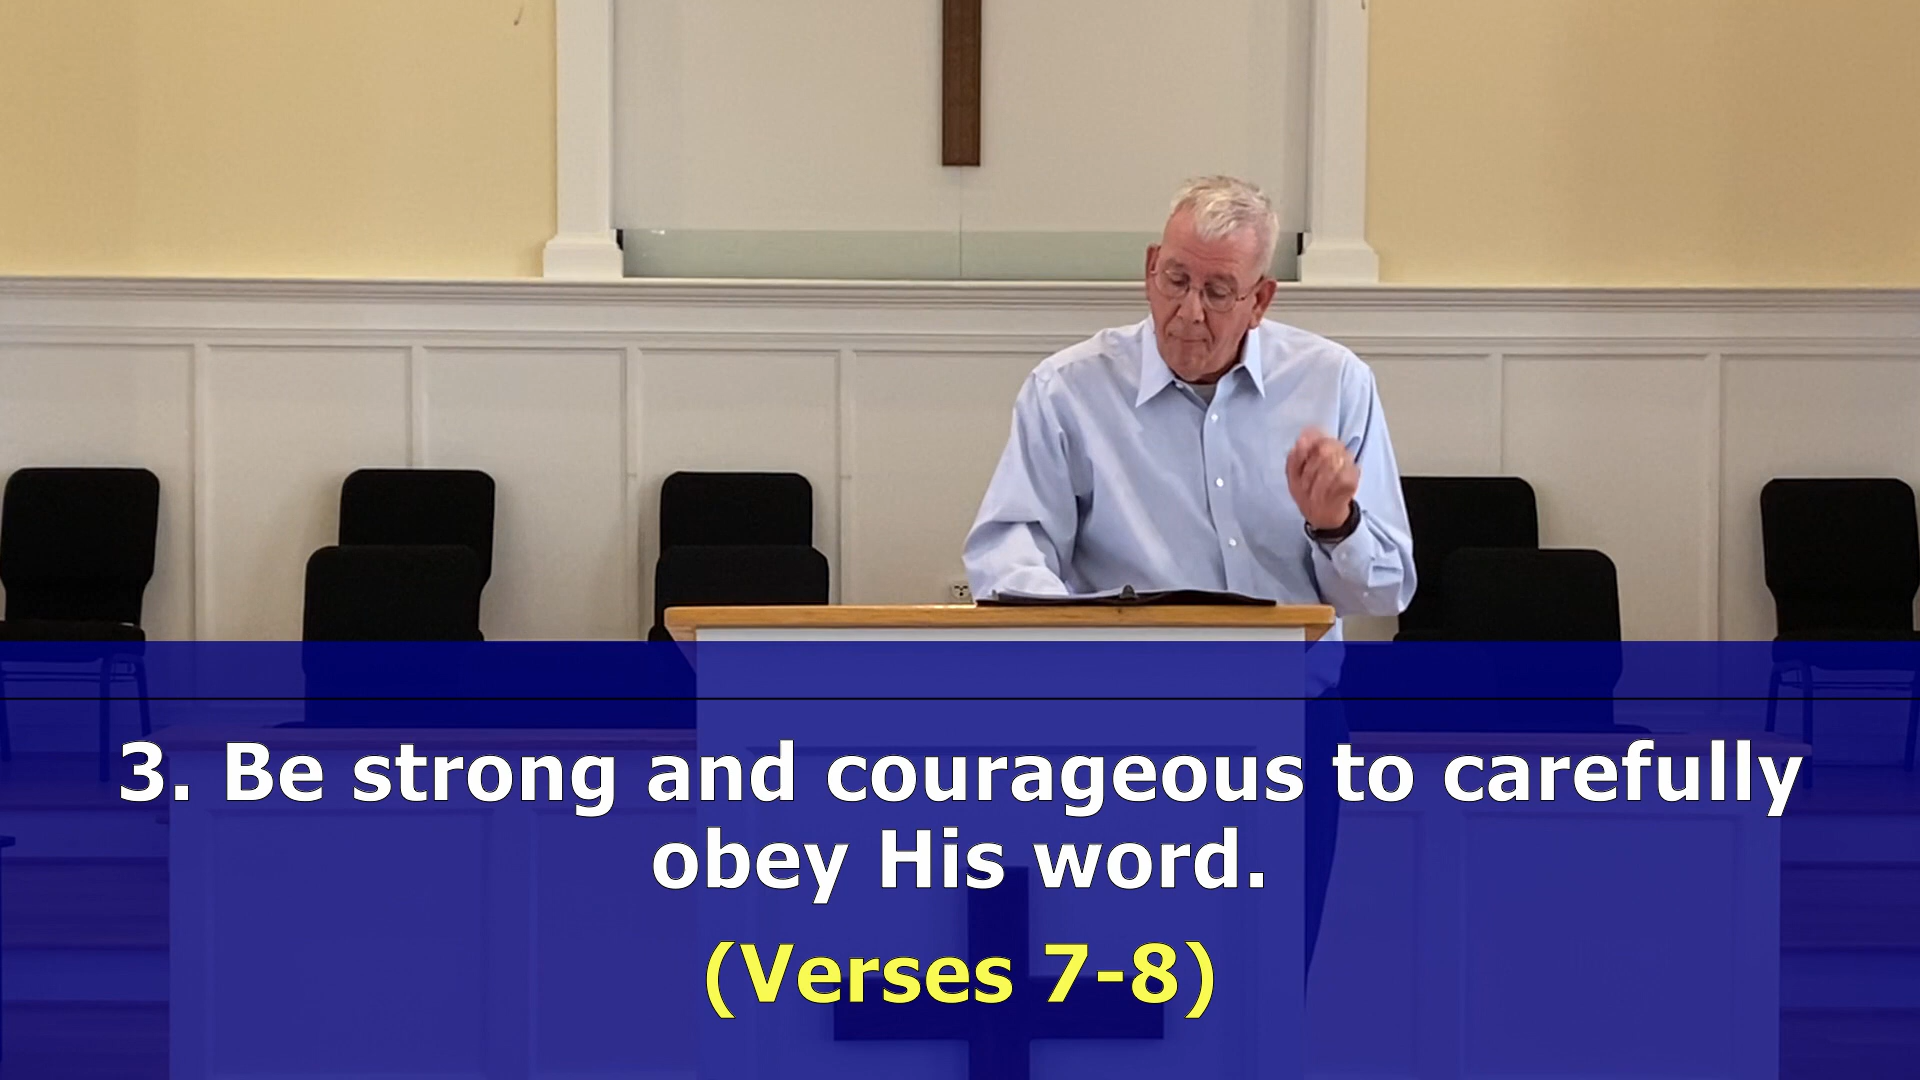 3. Be strong and courageous to carefully
obey His word.
(Verses 7-8)